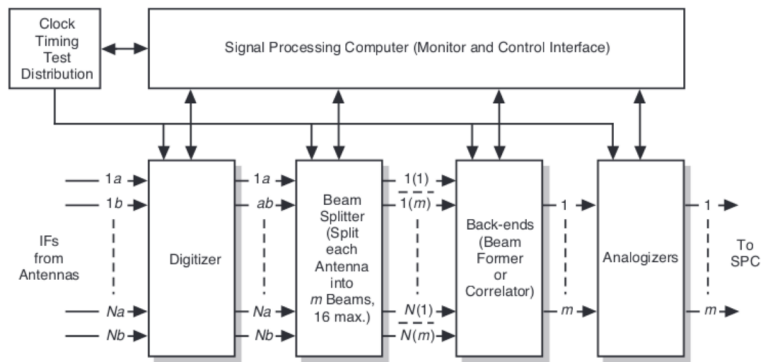 Clock
Timing
Test
Distribution
Signal Processing Computer (Monitor and Control Interface)
IFs
from
Antennas
1a
1b
Na
Nb
Digitizer
1a
ab
Na
Nb
Beam
Splitter
(Split
each
Antenna
into
m Beams,
16 max.)
1(1)
1(m)
N(1)
N(m)
Back-ends
(Beam
Former
or
Correlator)
1
m
Analogizers
1
m
To
SPC